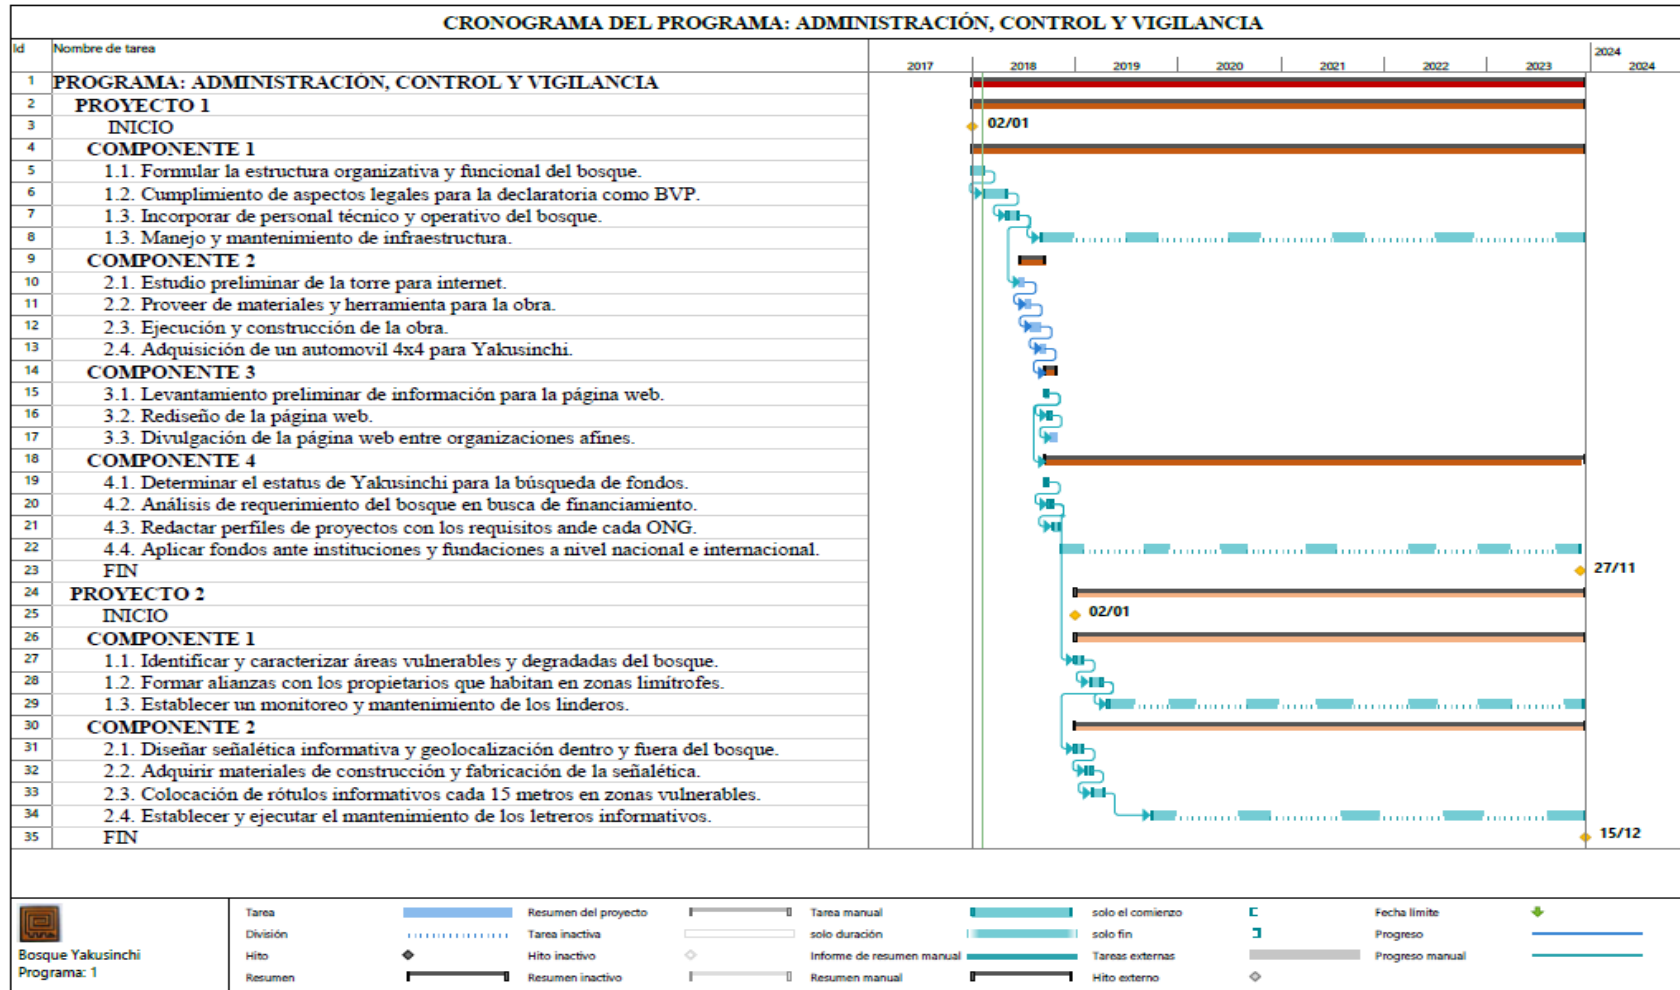 CRONOGRAMA DEL PROGRAMA: ADMINISTRACIÓN, CONTROL Y VIGILANCIA
Id Nombre de tarea 2024
2017 2018 2019 2020 2021 2022 2023 2024
1 PROGRAMA: ADMINISTRACIÓN, CONTROL Y VIGILANCIA
2 PROYECTO 1
3 INICIO 02/01
4 COMPONENTE 1
5 1.1. Formular la estructura organizativa y funcional del bosque.
6 1.2. Cumplimiento de aspectos legales para la declaratoria como BVP.
7 1.3. Incorporar de personal técnico y operativo del bosque.
8 1.3. Manejo y mantenimiento de infraestructura.
9 COMPONENTE 2
10 2.1. Estudio preliminar de la torre para internet.
11 2.2. Proveer de materiales y herramienta para la obra.
12 2.3. Ejecución y construcción de la obra.
13 2.4. Adquisición de un automovil 4x4 para Yakusinchi.
14 COMPONENTE 3
15 3.1. Levantamiento preliminar de información para la página web.
16 3.2. Rediseño de la página web.
17 3.3. Divulgación de la página web entre organizaciones afines.
18 COMPONENTE 4
19 4.1. Determinar el estatus de Yakusinchi para la búsqueda de fondos.
20 4.2. Análisis de requerimiento del bosque en busca de financiamiento.
21 4.3. Redactar perfiles de proyectos con los requisitos ande cada ONG.
22 4.4. Aplicar fondos ante instituciones y fundaciones a nivel nacional e internacional.
23 FIN 27/11
24 PROYECTO 2
25 INICIO 02/01
26 COMPONENTE 1
27 1.1. Identificar y caracterizar áreas vulnerables y degradadas del bosque.
28 1.2. Formar alianzas con los propietarios que habitan en zonas limítrofes.
29 1.3. Establecer un monitoreo y mantenimiento de los linderos.
30 COMPONENTE 2
31 2.1. Diseñar señalética informativa y geolocalización dentro y fuera del bosque.
32 2.2. Adquirir materiales de construcción y fabricación de la señalética.
33 2.3. Colocación de rótulos informativos cada 15 metros en zonas vulnerables.
34 2.4. Establecer y ejecutar el mantenimiento de los letreros informativos.
35 FIN 15/12
Bosque Yakusinchi
Programa: 1
Tarea Resumen del proyecto Tarea manual solo el comienzo Fecha límite
División Tarea inactiva solo duración solo fin Progreso
Hito Hito inactivo Informe de resumen manual Tareas externas Progreso manual
Resumen Resumen inactivo Resumen manual Hito externo